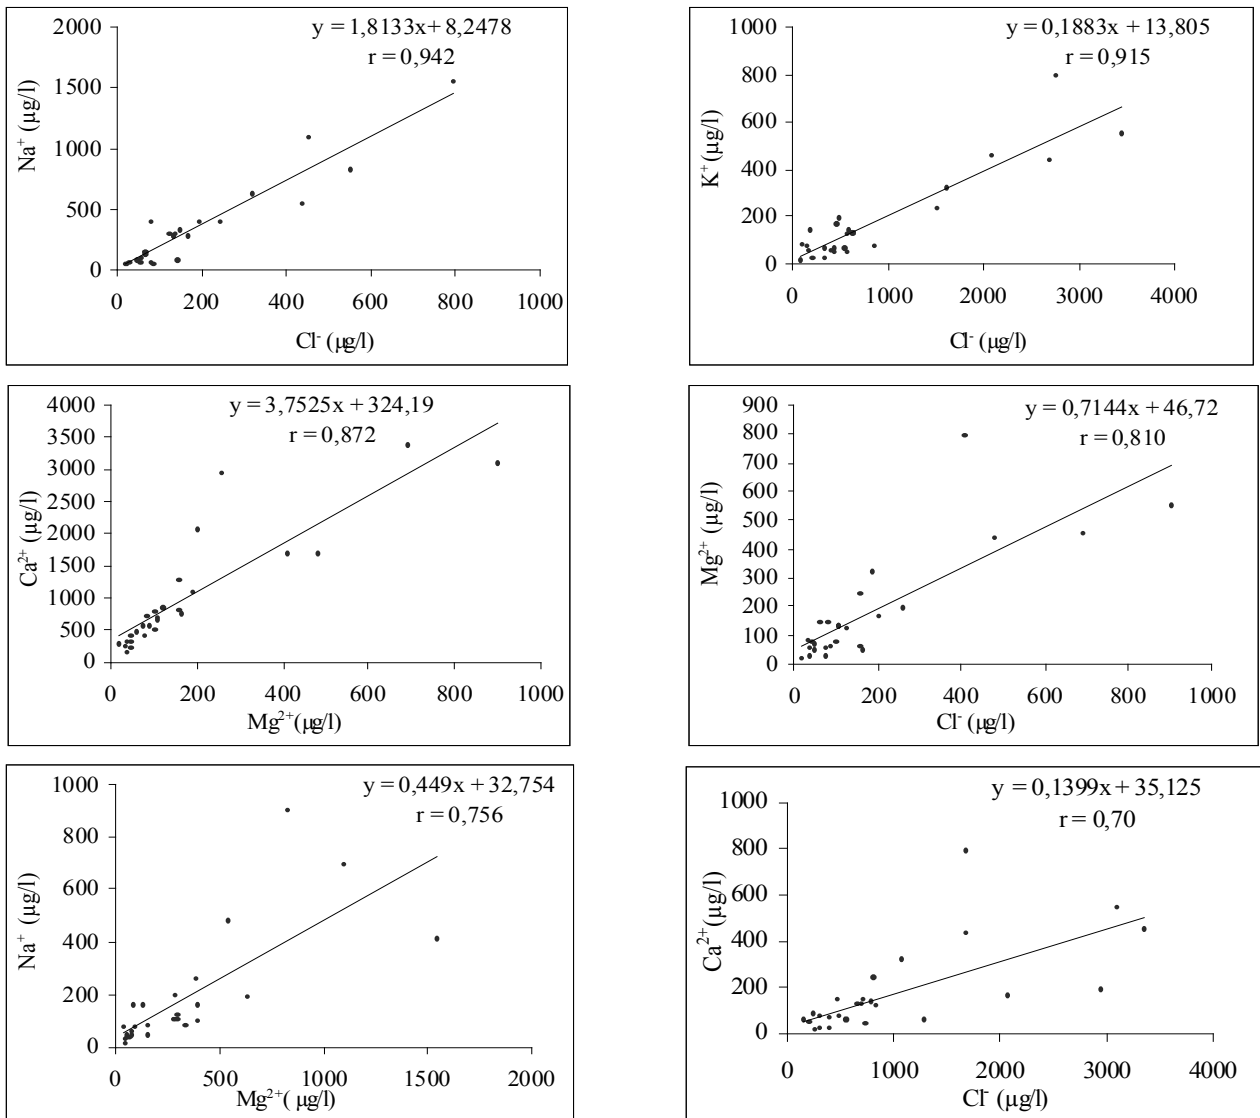 y = 1,8133x + 8,2478
r = 0,942
2000
1500
1000
500
0
Na⁺ (µg/l)
0 200 400 600 800 1000
Cl⁻ (µg/l)
y = 0,1883x + 13,805
r = 0,915
1000
800
600
400
200
0
K⁺ (µg/l)
0 1000 2000 3000 4000
Cl⁻ (µg/l)
y = 3,7525x + 324,19
r = 0,872
4000
3500
3000
2500
2000
1500
1000
500
0
Ca²⁺ (µg/l)
0 200 400 600 800 1000
Mg²⁺(µg/l)
y = 0,7144x + 46,72
r = 0,810
900
800
700
600
500
400
300
200
100
0
Mg²⁺ (µg/l)
0 200 400 600 800 1000
Cl⁻ (µg/l)
y = 0,449x + 32,754
r = 0,756
1000
800
600
400
200
0
Na⁺ (µg/l)
0 500 1000 1500 2000
Mg²⁺( µg/l)
y = 0,1399x + 35,125
r = 0,70
1000
800
600
400
200
0
Ca²⁺(µg/l)
0 1000 2000 3000 4000
Cl⁻ (µg/l)